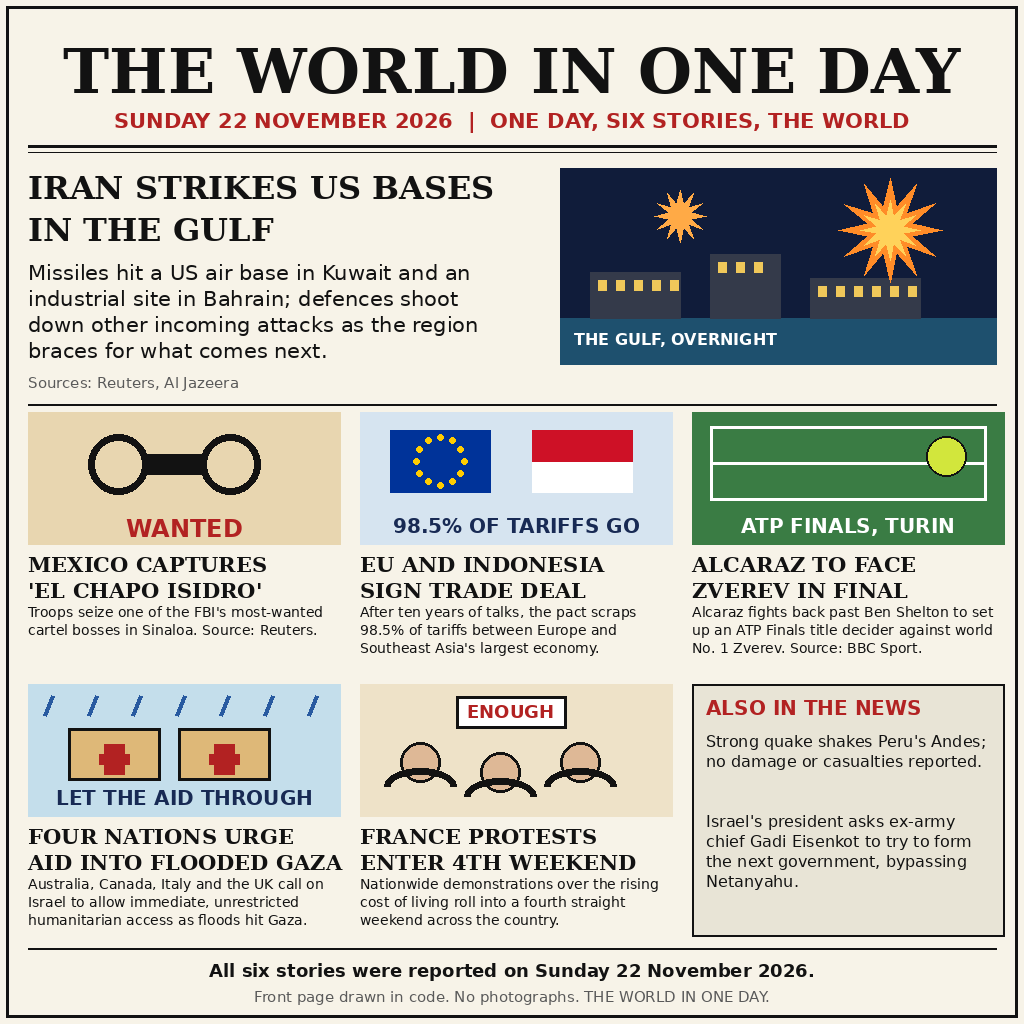 THE WORLD IN ONE DAY
SUNDAY 22 NOVEMBER 2026 | ONE DAY, SIX STORIES, THE WORLD
IRAN STRIKES US BASES
IN THE GULF
Missiles hit a US air base in Kuwait and an
industrial site in Bahrain; defences shoot
down other incoming attacks as the region
braces for what comes next.
Sources: Reuters, Al Jazeera
THE GULF, OVERNIGHT
WANTED
MEXICO CAPTURES
'EL CHAPO ISIDRO'
Troops seize one of the FBI's most-wanted
cartel bosses in Sinaloa. Source: Reuters.
98.5% OF TARIFFS GO
EU AND INDONESIA
SIGN TRADE DEAL
After ten years of talks, the pact scraps
98.5% of tariffs between Europe and
Southeast Asia's largest economy.
ATP FINALS, TURIN
ALCARAZ TO FACE
ZVEREV IN FINAL
Alcaraz fights back past Ben Shelton to set
up an ATP Finals title decider against world
No. 1 Zverev. Source: BBC Sport.
LET THE AID THROUGH
FOUR NATIONS URGE
AID INTO FLOODED GAZA
Australia, Canada, Italy and the UK call on
Israel to allow immediate, unrestricted
humanitarian access as floods hit Gaza.
ENOUGH
FRANCE PROTESTS
ENTER 4TH WEEKEND
Nationwide demonstrations over the rising
cost of living roll into a fourth straight
weekend across the country.
ALSO IN THE NEWS
Strong quake shakes Peru's Andes;
no damage or casualties reported.
Israel's president asks ex-army
chief Gadi Eisenkot to try to form
the next government, bypassing
Netanyahu.
All six stories were reported on Sunday 22 November 2026.
Front page drawn in code. No photographs. THE WORLD IN ONE DAY.